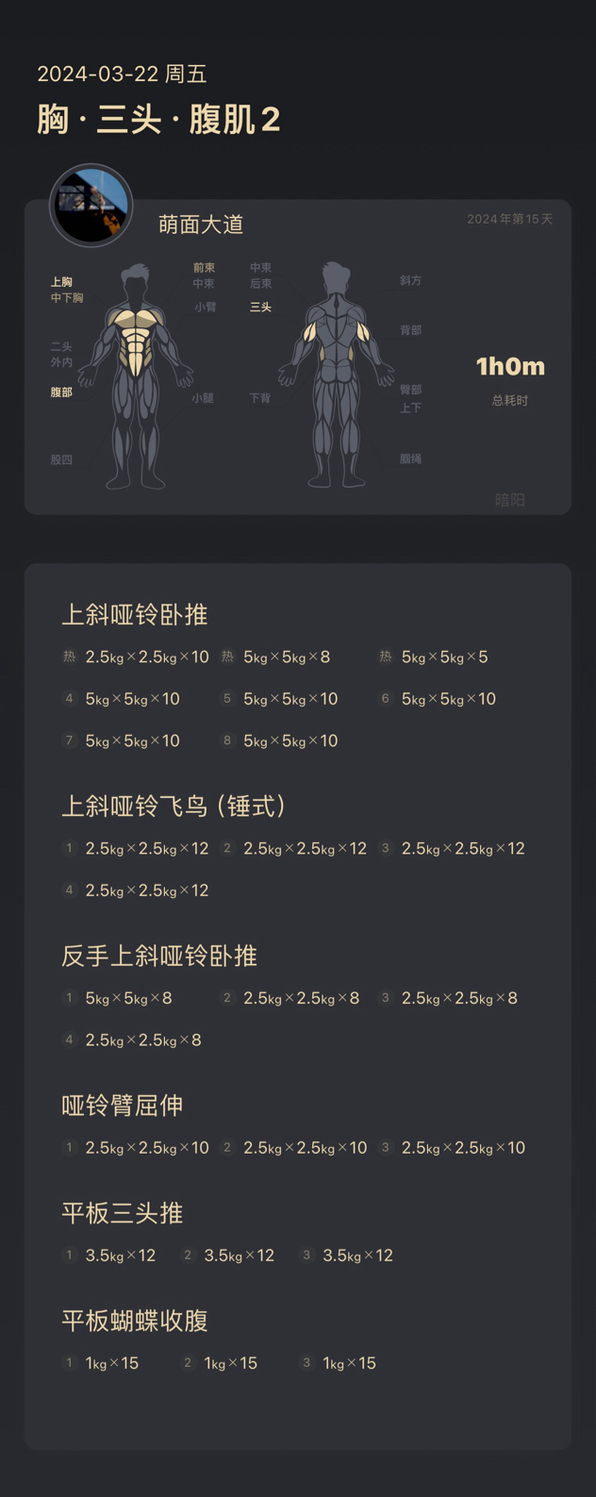 2024-03-22 周五
胸 · 三头 · 腹肌 2
萌面大道
2024年第15天
上胸
中下胸
二头
外内
腹部
股四
前束
中束
小臂
小腿
中束
后束
三头
下背
斜方
背部
臀部
上下
腘绳
1h0m
总耗时
暗阳
上斜哑铃卧推
热 2.5kg×2.5kg×10 热 5kg×5kg×8 热 5kg×5kg×5
4 5kg×5kg×10 5 5kg×5kg×10 6 5kg×5kg×10
7 5kg×5kg×10 8 5kg×5kg×10
上斜哑铃飞鸟（锤式）
1 2.5kg×2.5kg×12 2 2.5kg×2.5kg×12 3 2.5kg×2.5kg×12
4 2.5kg×2.5kg×12
反手上斜哑铃卧推
1 5kg×5kg×8 2 2.5kg×2.5kg×8 3 2.5kg×2.5kg×8
4 2.5kg×2.5kg×8
哑铃臂屈伸
1 2.5kg×2.5kg×10 2 2.5kg×2.5kg×10 3 2.5kg×2.5kg×10
平板三头推
1 3.5kg×12 2 3.5kg×12 3 3.5kg×12
平板蝴蝶收腹
1 1kg×15 2 1kg×15 3 1kg×15